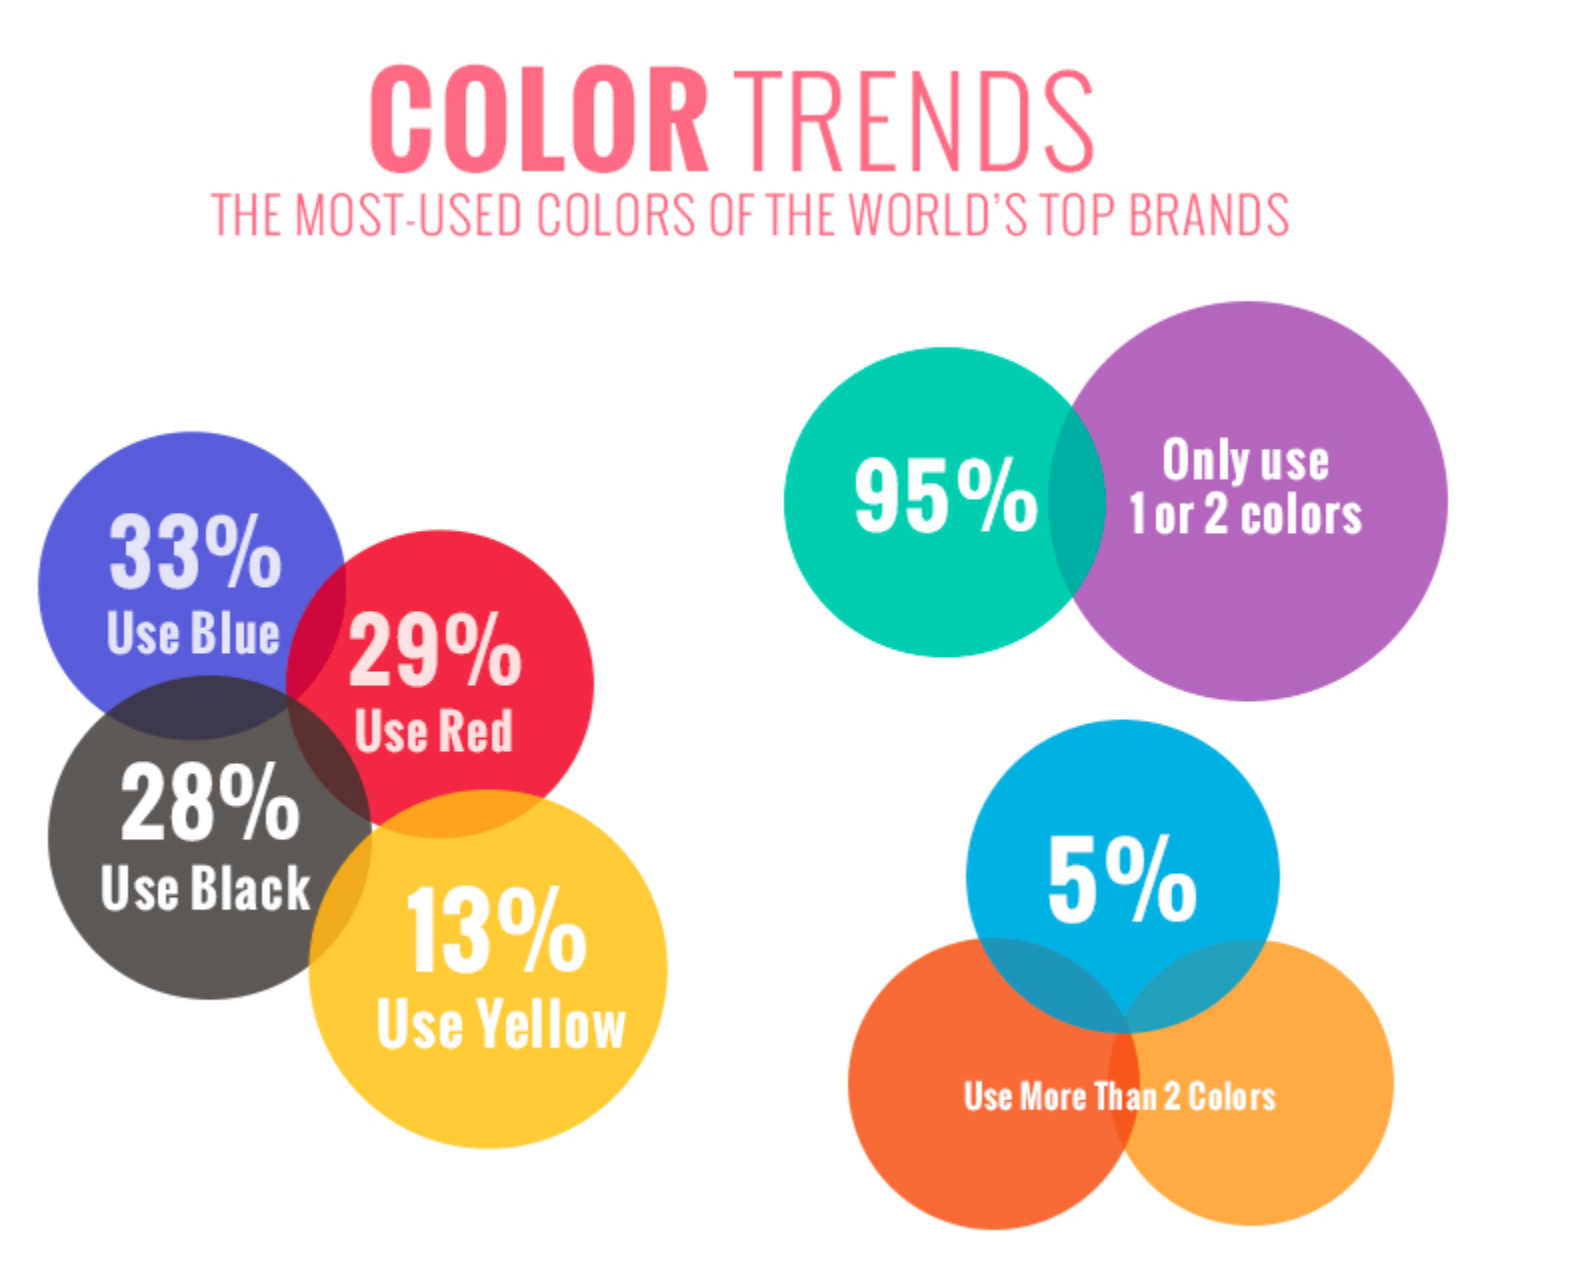 COLOR TRENDS
THE MOST-USED COLORS OF THE WORLD'S TOP BRANDS
33%
Use Blue
29%
Use Red
28%
Use Black
13%
Use Yellow
95%
Only use
1 or 2 colors
5%
Use More Than 2 Colors